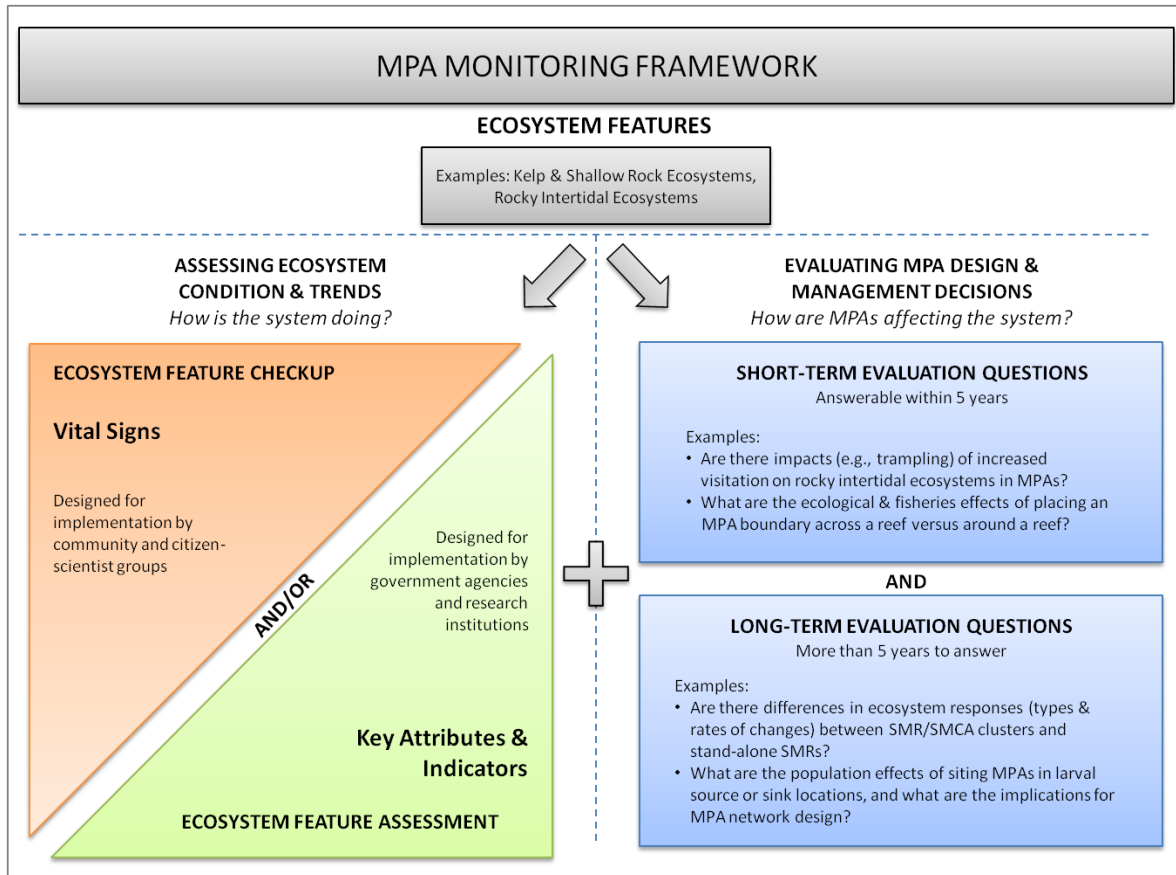 MPA MONITORING FRAMEWORK
ECOSYSTEM FEATURES
Examples: Kelp & Shallow Rock Ecosystems,
Rocky Intertidal Ecosystems
ASSESSING ECOSYSTEM
CONDITION & TRENDS
How is the system doing?
ECOSYSTEM FEATURE CHECKUP
Vital Signs
Designed for
implementation by
community and citizen-
scientist groups
AND/OR
Designed for
implementation by
government agencies
and research
institutions
Key Attributes &
Indicators
ECOSYSTEM FEATURE ASSESSMENT
EVALUATING MPA DESIGN &
MANAGEMENT DECISIONS
How are MPAs affecting the system?
SHORT-TERM EVALUATION QUESTIONS
Answerable within 5 years
Examples:
• Are there impacts (e.g., trampling) of increased
visitation on rocky intertidal ecosystems in MPAs?
• What are the ecological & fisheries effects of placing an
MPA boundary across a reef versus around a reef?
AND
LONG-TERM EVALUATION QUESTIONS
More than 5 years to answer
Examples:
• Are there differences in ecosystem responses (types &
rates of changes) between SMR/SMCA clusters and
stand-alone SMRs?
• What are the population effects of siting MPAs in larval
source or sink locations, and what are the implications for
MPA network design?